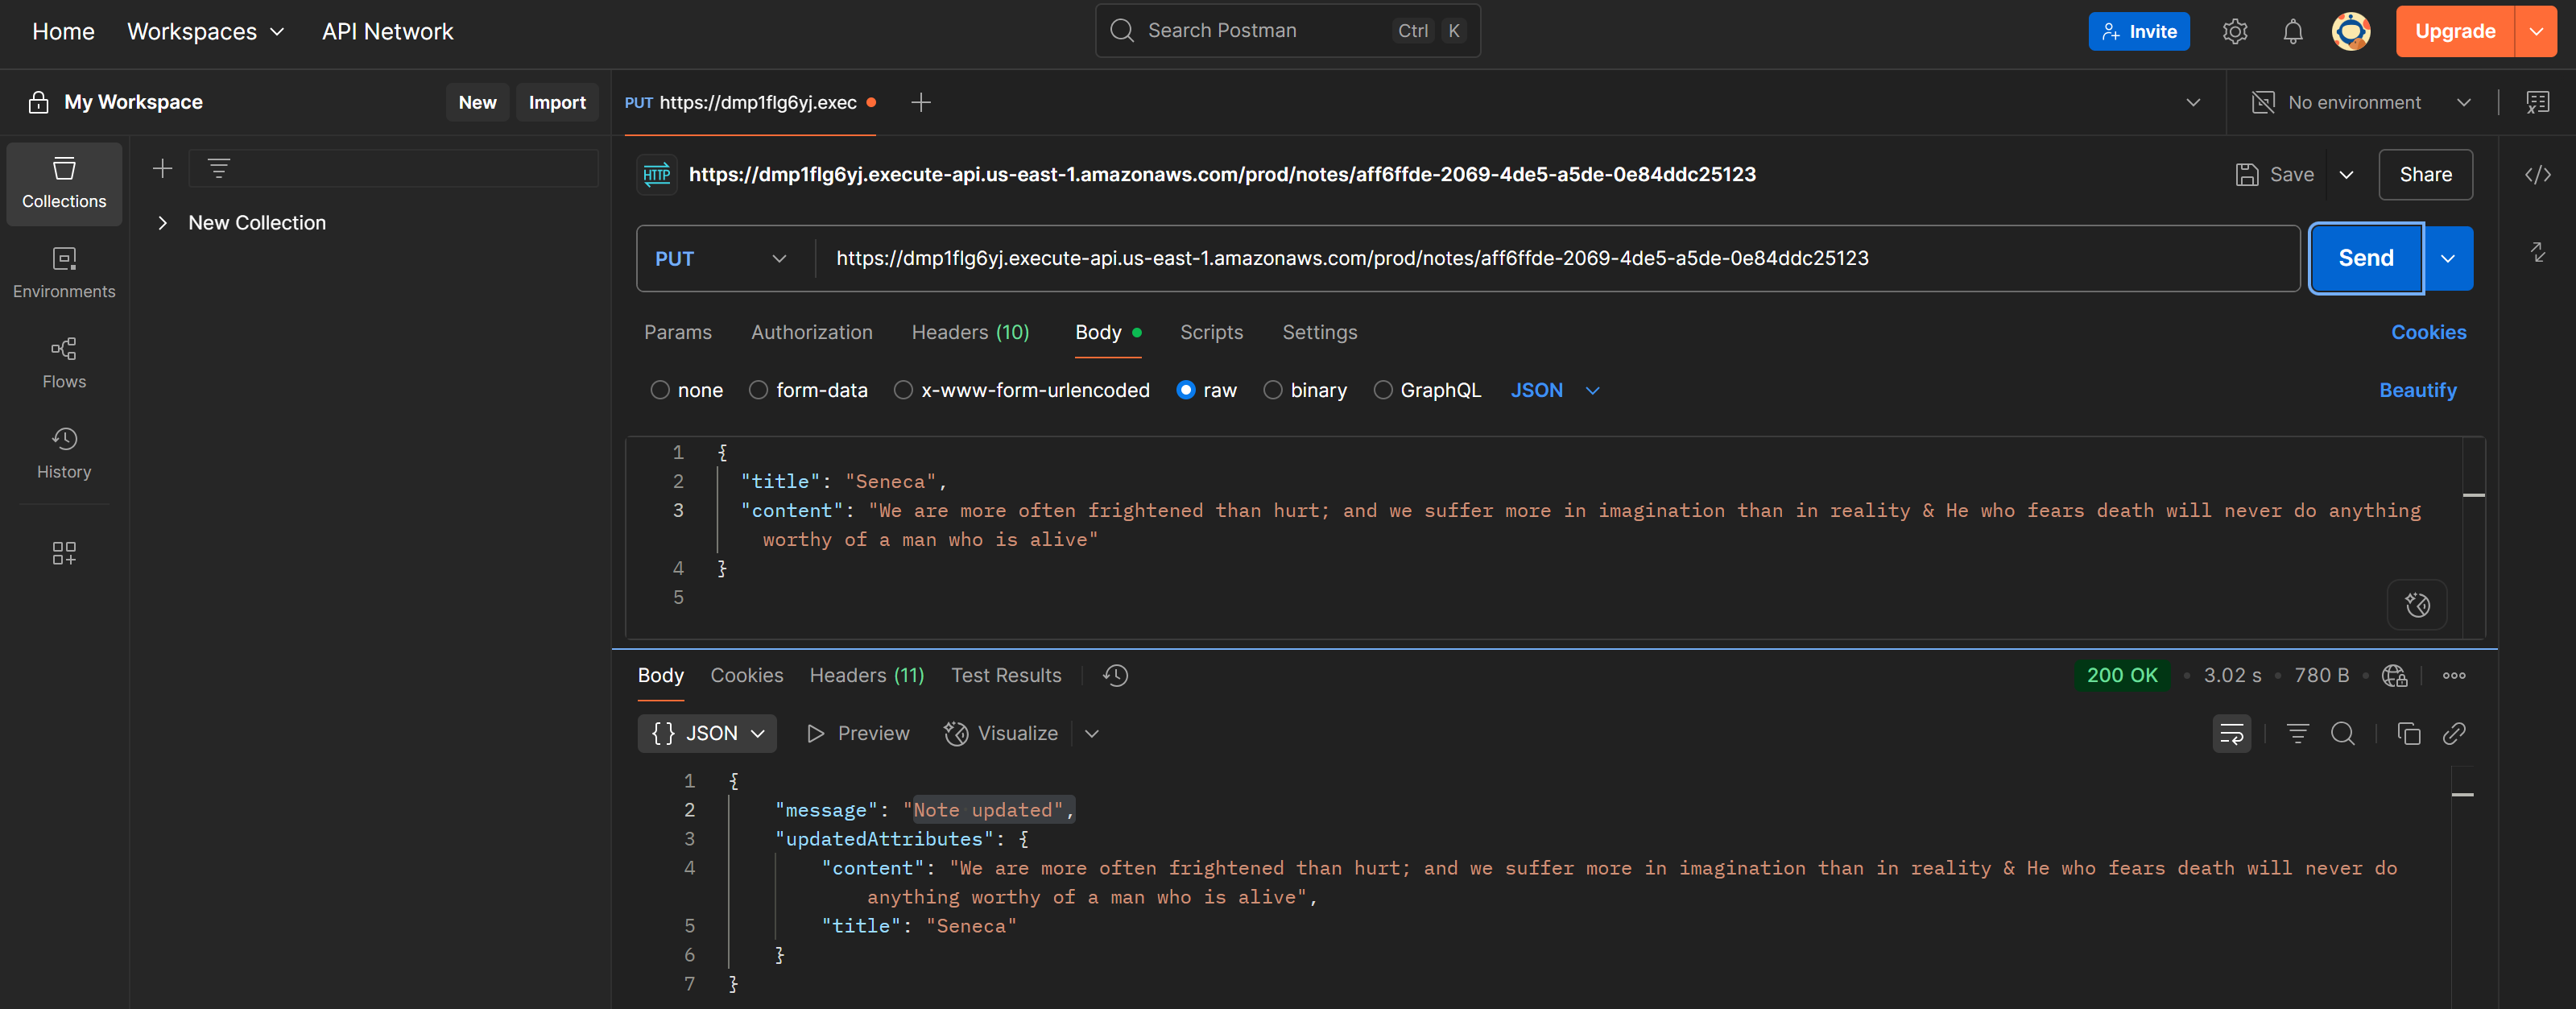 Home Workspaces API Network Search Postman Ctrl K Invite Upgrade
My Workspace New Import PUT https://dmp1flg6yj.exec No environment
https://dmp1flg6yj.execute-api.us-east-1.amazonaws.com/prod/notes/aff6ffde-2069-4de5-a5de-0e84ddc25123 Save Share
Collections
New Collection
Environments
Flows
History
PUT https://dmp1flg6yj.execute-api.us-east-1.amazonaws.com/prod/notes/aff6ffde-2069-4de5-a5de-0e84ddc25123 Send
Params Authorization Headers (10) Body Scripts Settings Cookies
none form-data x-www-form-urlencoded raw binary GraphQL JSON Beautify
1 {
2 "title": "Seneca",
3 "content": "We are more often frightened than hurt; and we suffer more in imagination than in reality & He who fears death will never do anything
worthy of a man who is alive"
4 }
5
Body Cookies Headers (11) Test Results 200 OK 3.02 s 780 B
{} JSON Preview Visualize
1 {
2 "message": "Note updated",
3 "updatedAttributes": {
4 "content": "We are more often frightened than hurt; and we suffer more in imagination than in reality & He who fears death will never do
anything worthy of a man who is alive",
5 "title": "Seneca"
6 }
7 }